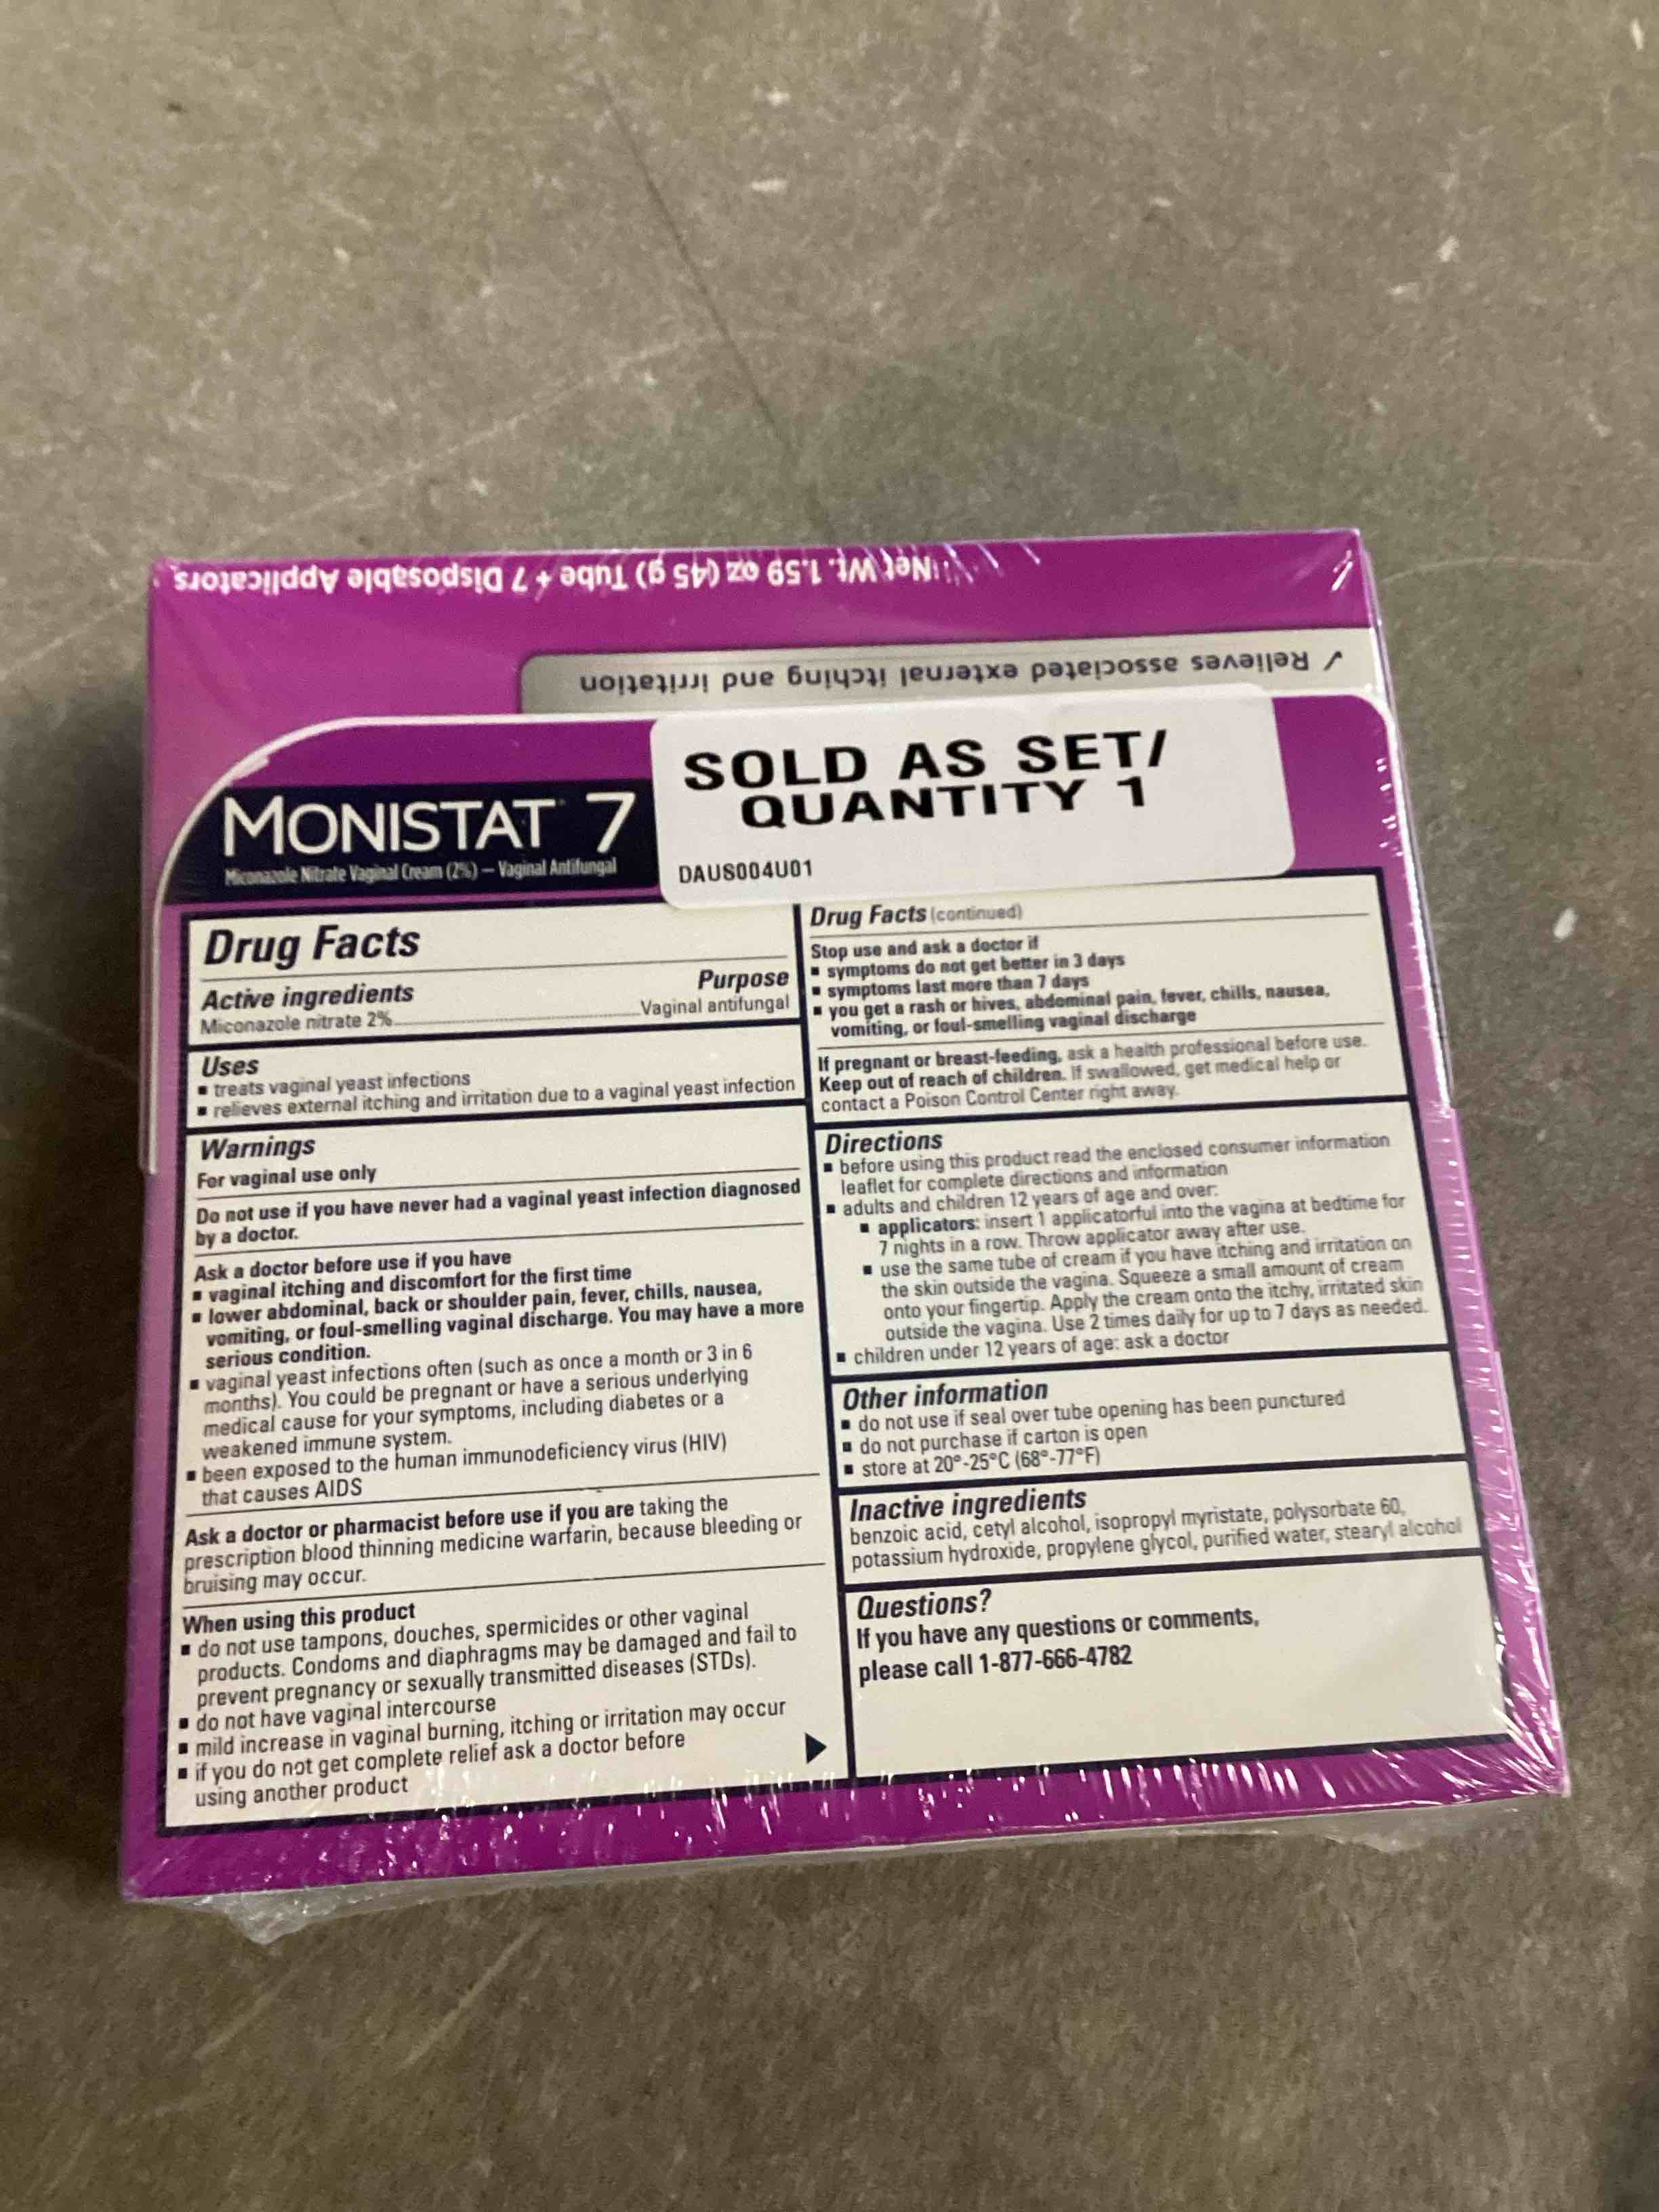 Net Wt. 1.59 oz (45 g) Tube + 7 Disposable Applicators
✓ Relieves associated external itching and irritation
SOLD AS SET/
QUANTITY 1
DAUS004U01
MONISTAT® 7
Miconazole Nitrate Vaginal Cream (2%) – Vaginal Antifungal
Drug Facts
Active ingredients Purpose
Miconazole nitrate 2%..............................Vaginal antifungal
Uses
▪ treats vaginal yeast infections
▪ relieves external itching and irritation due to a vaginal yeast infection
Warnings
For vaginal use only
Do not use if you have never had a vaginal yeast infection diagnosed
by a doctor.
Ask a doctor before use if you have
▪ vaginal itching and discomfort for the first time
▪ lower abdominal, back or shoulder pain, fever, chills, nausea,
vomiting, or foul-smelling vaginal discharge. You may have a more
serious condition.
▪ vaginal yeast infections often (such as once a month or 3 in 6
months). You could be pregnant or have a serious underlying
medical cause for your symptoms, including diabetes or a
weakened immune system.
▪ been exposed to the human immunodeficiency virus (HIV)
that causes AIDS
Ask a doctor or pharmacist before use if you are taking the
prescription blood thinning medicine warfarin, because bleeding or
bruising may occur.
When using this product
▪ do not use tampons, douches, spermicides or other vaginal
products. Condoms and diaphragms may be damaged and fail to
prevent pregnancy or sexually transmitted diseases (STDs).
▪ do not have vaginal intercourse
▪ mild increase in vaginal burning, itching or irritation may occur
▪ if you do not get complete relief ask a doctor before
using another product
Drug Facts (continued)
Stop use and ask a doctor if
▪ symptoms do not get better in 3 days
▪ symptoms last more than 7 days
▪ you get a rash or hives, abdominal pain, fever, chills, nausea,
vomiting, or foul-smelling vaginal discharge
If pregnant or breast-feeding, ask a health professional before use.
Keep out of reach of children. If swallowed, get medical help or
contact a Poison Control Center right away.
Directions
▪ before using this product read the enclosed consumer information
leaflet for complete directions and information
▪ adults and children 12 years of age and over:
▪ applicators: insert 1 applicatorful into the vagina at bedtime for
7 nights in a row. Throw applicator away after use.
▪ use the same tube of cream if you have itching and irritation on
the skin outside the vagina. Squeeze a small amount of cream
onto your fingertip. Apply the cream onto the itchy, irritated skin
outside the vagina. Use 2 times daily for up to 7 days as needed.
▪ children under 12 years of age: ask a doctor
Other information
▪ do not use if seal over tube opening has been punctured
▪ do not purchase if carton is open
▪ store at 20°-25°C (68°-77°F)
Inactive ingredients
benzoic acid, cetyl alcohol, isopropyl myristate, polysorbate 60,
potassium hydroxide, propylene glycol, purified water, stearyl alcohol
Questions?
If you have any questions or comments,
please call 1-877-666-4782